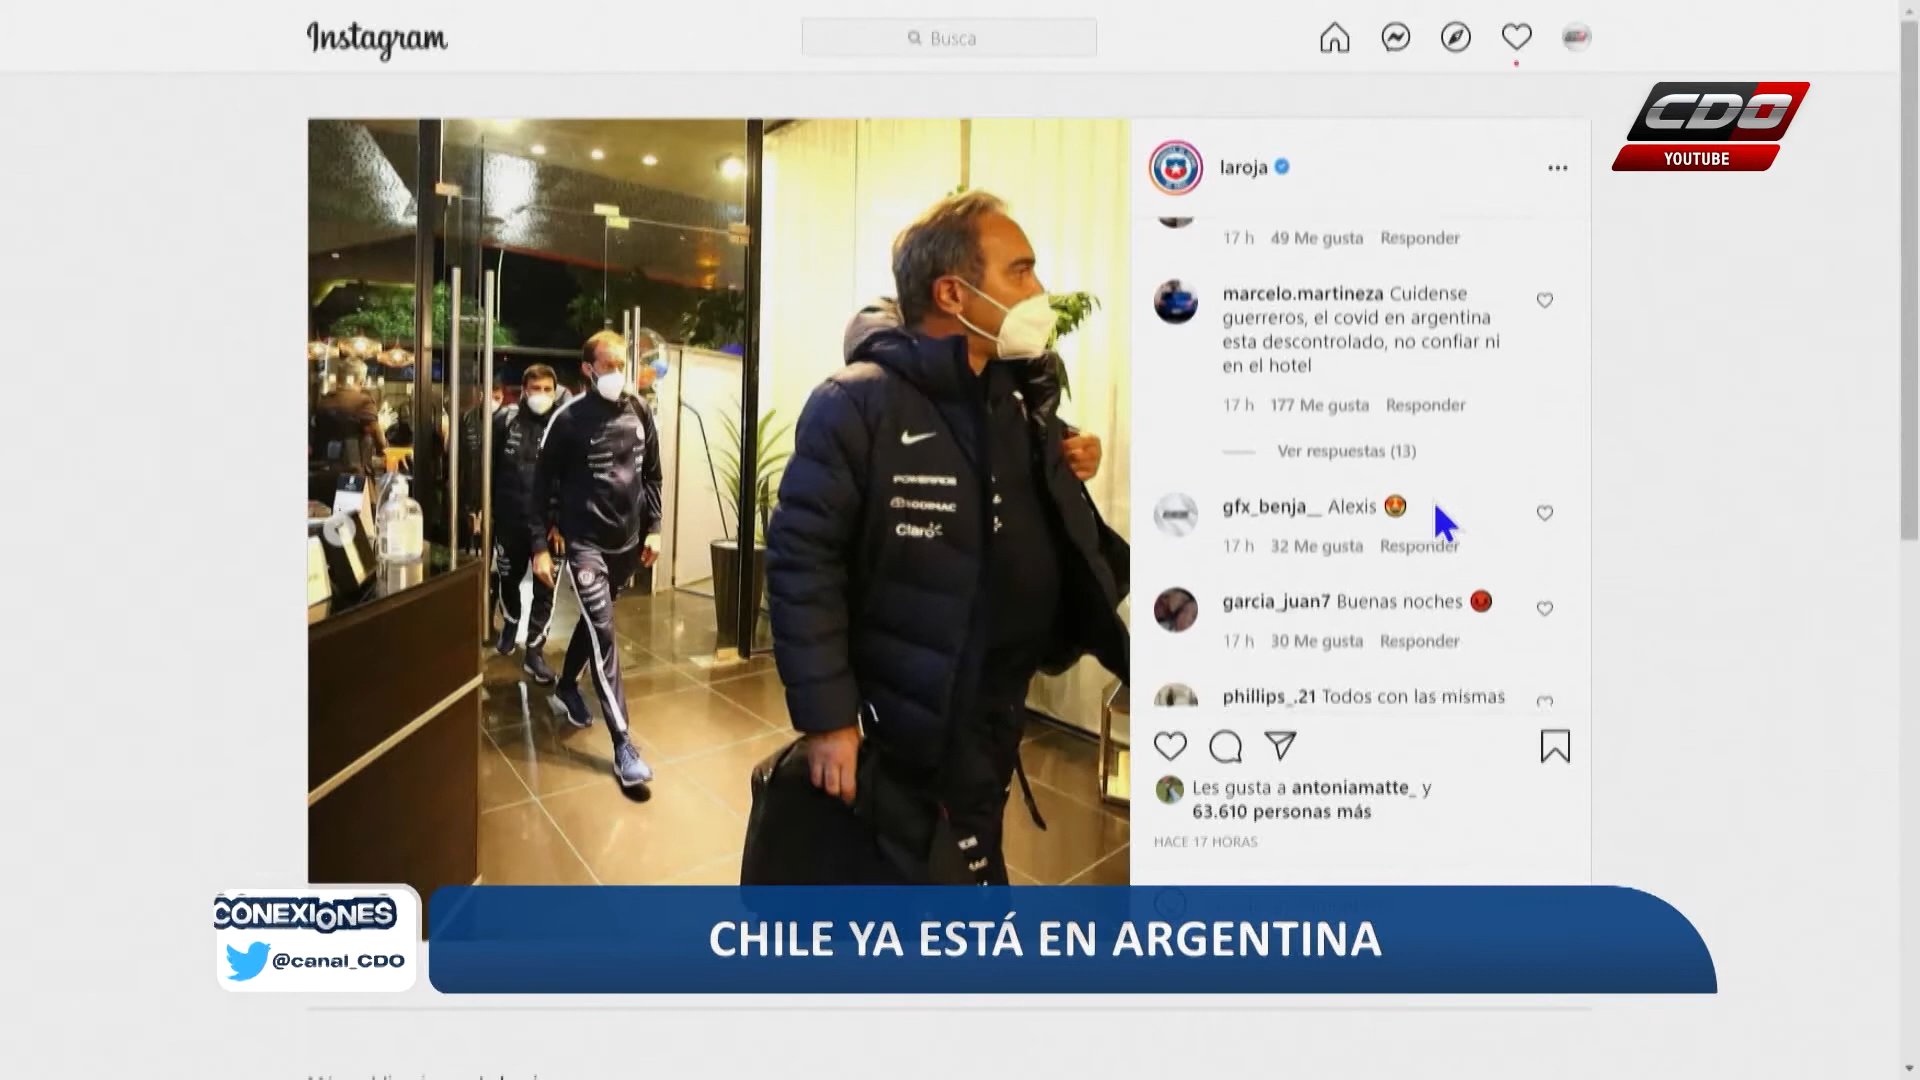 Instagram
Busca
CDO
YOUTUBE
laroja
17 h 49 Me gusta Responder
marcelo.martineza Cuidense
guerreros, el covid en argentina
esta descontrolado, no confiar ni
en el hotel
17 h 177 Me gusta Responder
Ver respuestas (13)
gfx_benja__ Alexis 😍
17 h 32 Me gusta Responder
garcia_juan7 Buenas noches 😡
17 h 30 Me gusta Responder
phillips_.21 Todos con las mismas
Les gusta a antoniamatte_ y
63.610 personas más
HACE 17 HORAS
POWERADE
SODIMAC
Claro
CONEXIONES
@canal_CDO
CHILE YA ESTÁ EN ARGENTINA